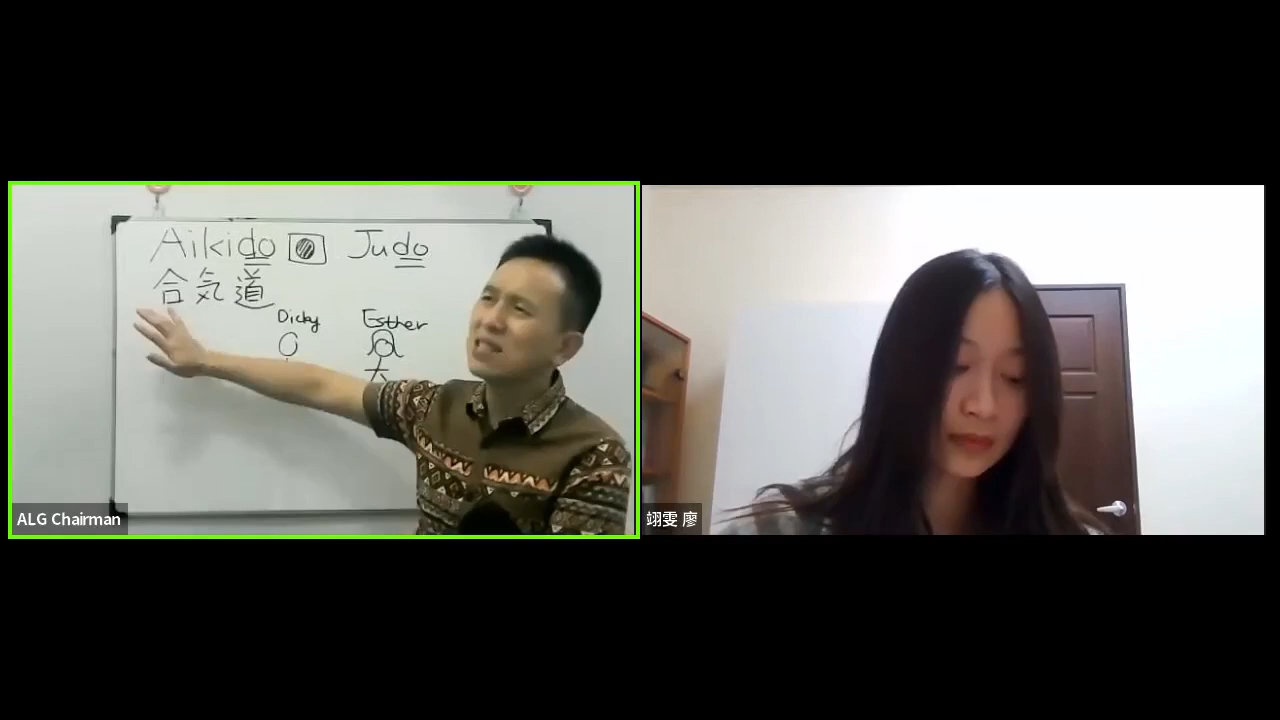 Aikido Judo
合気道
Dicky Esther
ALG Chairman
翊雯 廖